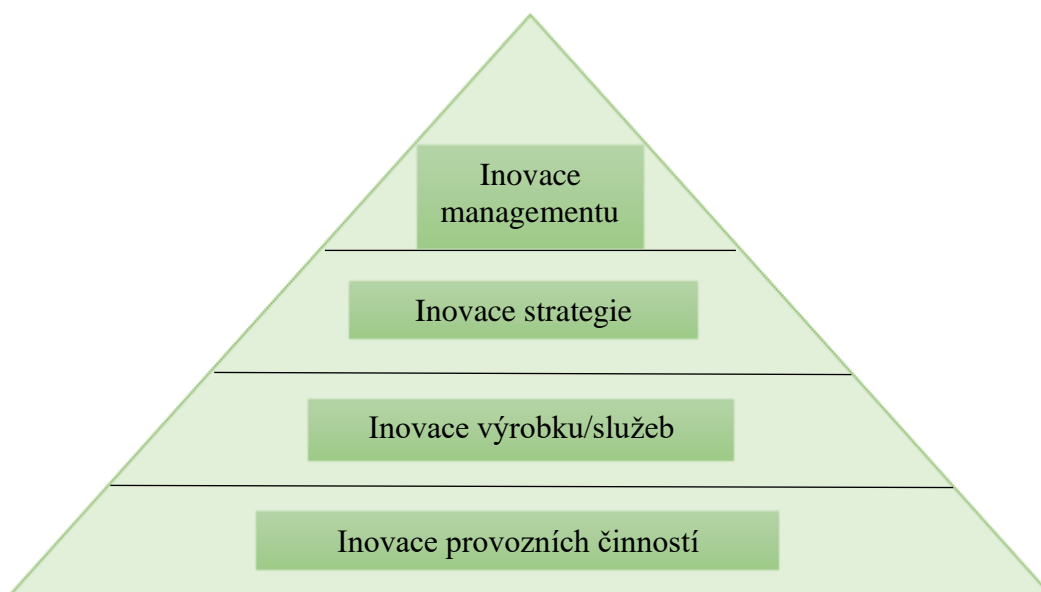 Inovace
managementu
Inovace strategie
Inovace výrobku/služeb
Inovace provozních činností